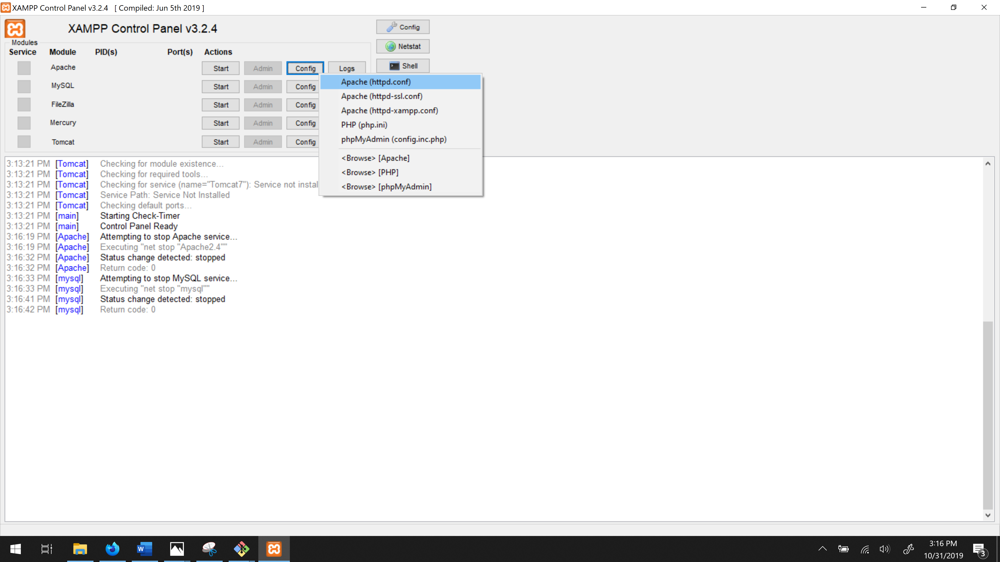 XAMPP Control Panel v3.2.4 [ Compiled: Jun 5th 2019 ]
XAMPP Control Panel v3.2.4
Config
Modules
Netstat
Service Module PID(s) Port(s) Actions
Shell
Apache Start Admin Config Logs
MySQL Start Admin Config
FileZilla Start Admin Config
Mercury Start Admin Config
Tomcat Start Admin Config
Apache (httpd.conf)
Apache (httpd-ssl.conf)
Apache (httpd-xampp.conf)
PHP (php.ini)
phpMyAdmin (config.inc.php)
<Browse> [Apache]
<Browse> [PHP]
<Browse> [phpMyAdmin]
3:13:21 PM [Tomcat] Checking for module existence...
3:13:21 PM [Tomcat] Checking for required tools...
3:13:21 PM [Tomcat] Checking for service (name="Tomcat7"): Service not instal
3:13:21 PM [Tomcat] Service Path: Service Not Installed
3:13:21 PM [Tomcat] Checking default ports...
3:13:21 PM [main] Starting Check-Timer
3:13:21 PM [main] Control Panel Ready
3:16:19 PM [Apache] Attempting to stop Apache service...
3:16:19 PM [Apache] Executing "net stop "Apache2.4""
3:16:32 PM [Apache] Status change detected: stopped
3:16:32 PM [Apache] Return code: 0
3:16:33 PM [mysql] Attempting to stop MySQL service...
3:16:33 PM [mysql] Executing "net stop "mysql""
3:16:41 PM [mysql] Status change detected: stopped
3:16:42 PM [mysql] Return code: 0
W
3:16 PM
10/31/2019
3